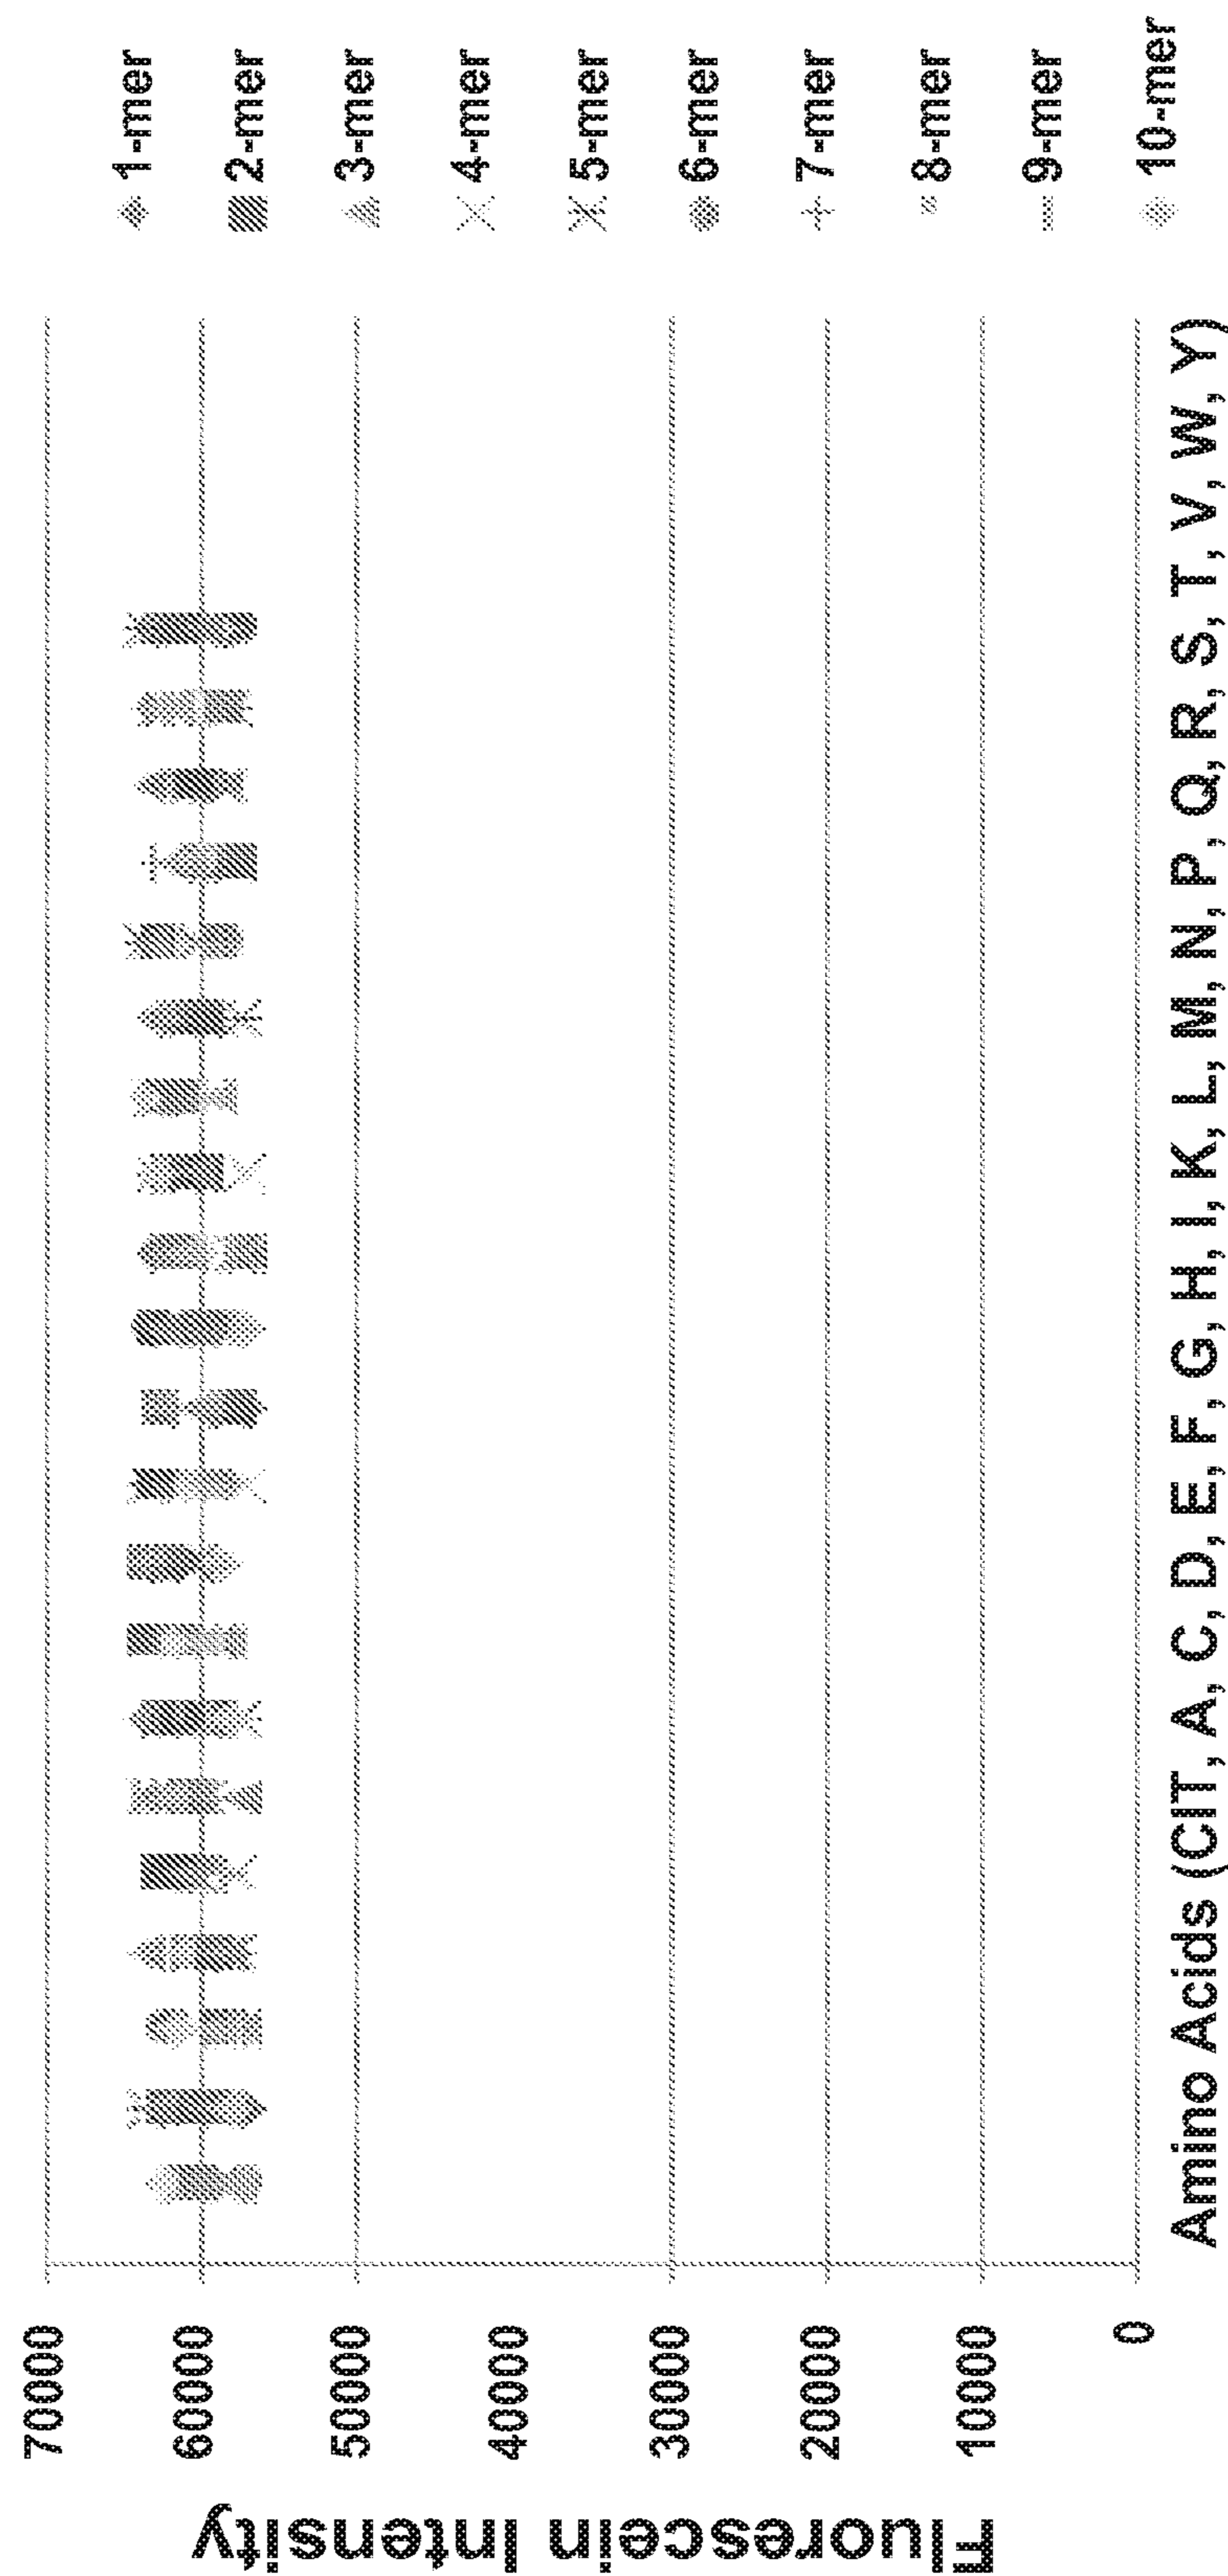 Fluorescein Intensity
70000
60000
50000
40000
30000
20000
10000
0
Amino Acids (CIT, A, C, D, E, F, G, H, I, K, L, M, N, P, Q, R, S, T, V, W, Y)
1-mer
2-mer
3-mer
4-mer
5-mer
6-mer
7-mer
8-mer
9-mer
10-mer